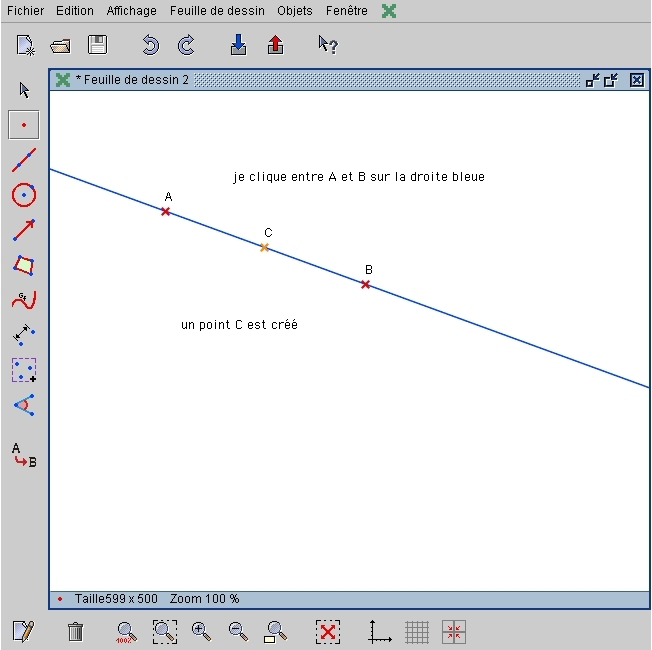 Fichier Edition Affichage Feuille de dessin Objets Fenêtre
?
* Feuille de dessin 2
je clique entre A et B sur la droite bleue
A
C
B
un point C est créé
A
B
Taille599 x 500 Zoom 100 %
100%